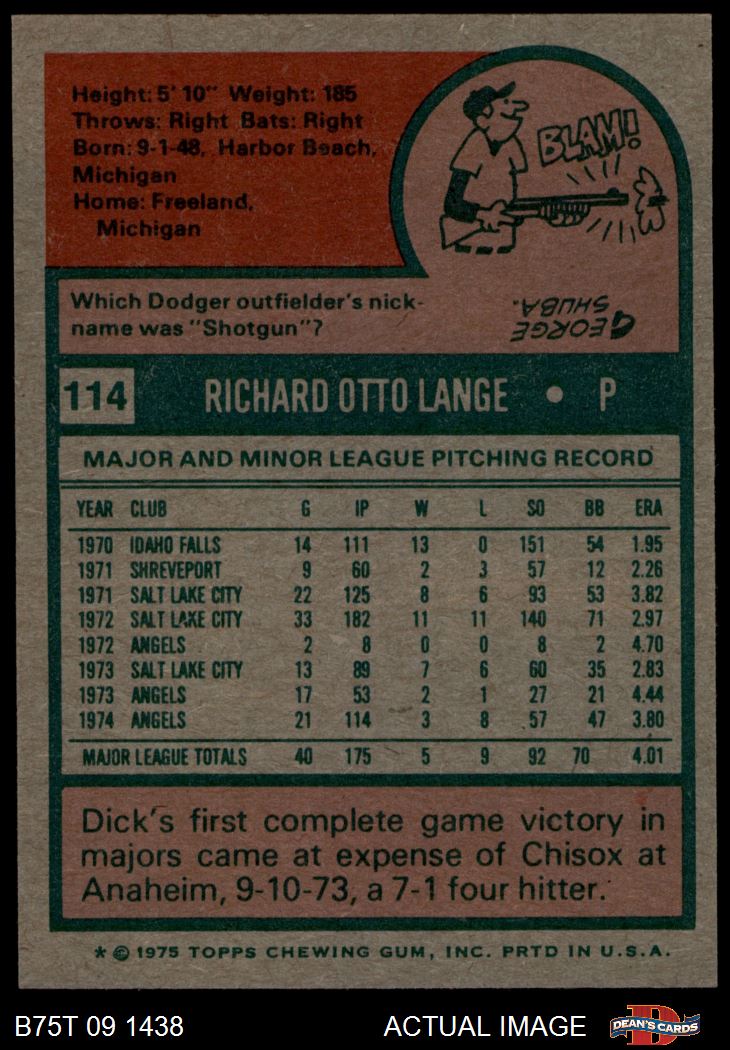 Height: 5' 10" Weight: 185
Throws: Right Bats: Right
Born: 9-1-48, Harbor Beach,
Michigan
Home: Freeland,
Michigan
BLAM!
Which Dodger outfielder's nick-
name was "Shotgun"?
GEORGE
SHUBA.
114 RICHARD OTTO LANGE • P
MAJOR AND MINOR LEAGUE PITCHING RECORD
YEAR CLUB G IP W L SO BB ERA
1970 IDAHO FALLS 14 111 13 0 151 54 1.95
1971 SHREVEPORT 9 60 2 3 57 12 2.26
1971 SALT LAKE CITY 22 125 8 6 93 53 3.82
1972 SALT LAKE CITY 33 182 11 11 140 71 2.97
1972 ANGELS 2 8 0 0 8 2 4.70
1973 SALT LAKE CITY 13 89 7 6 60 35 2.83
1973 ANGELS 17 53 2 1 27 21 4.44
1974 ANGELS 21 114 3 8 57 47 3.80
MAJOR LEAGUE TOTALS 40 175 5 9 92 70 4.01
Dick's first complete game victory in
majors came at expense of Chisox at
Anaheim, 9-10-73, a 7-1 four hitter.
* © 1975 TOPPS CHEWING GUM, INC. PRTD IN U.S.A.
B75T 09 1438 ACTUAL IMAGE D DEAN'S CARDS